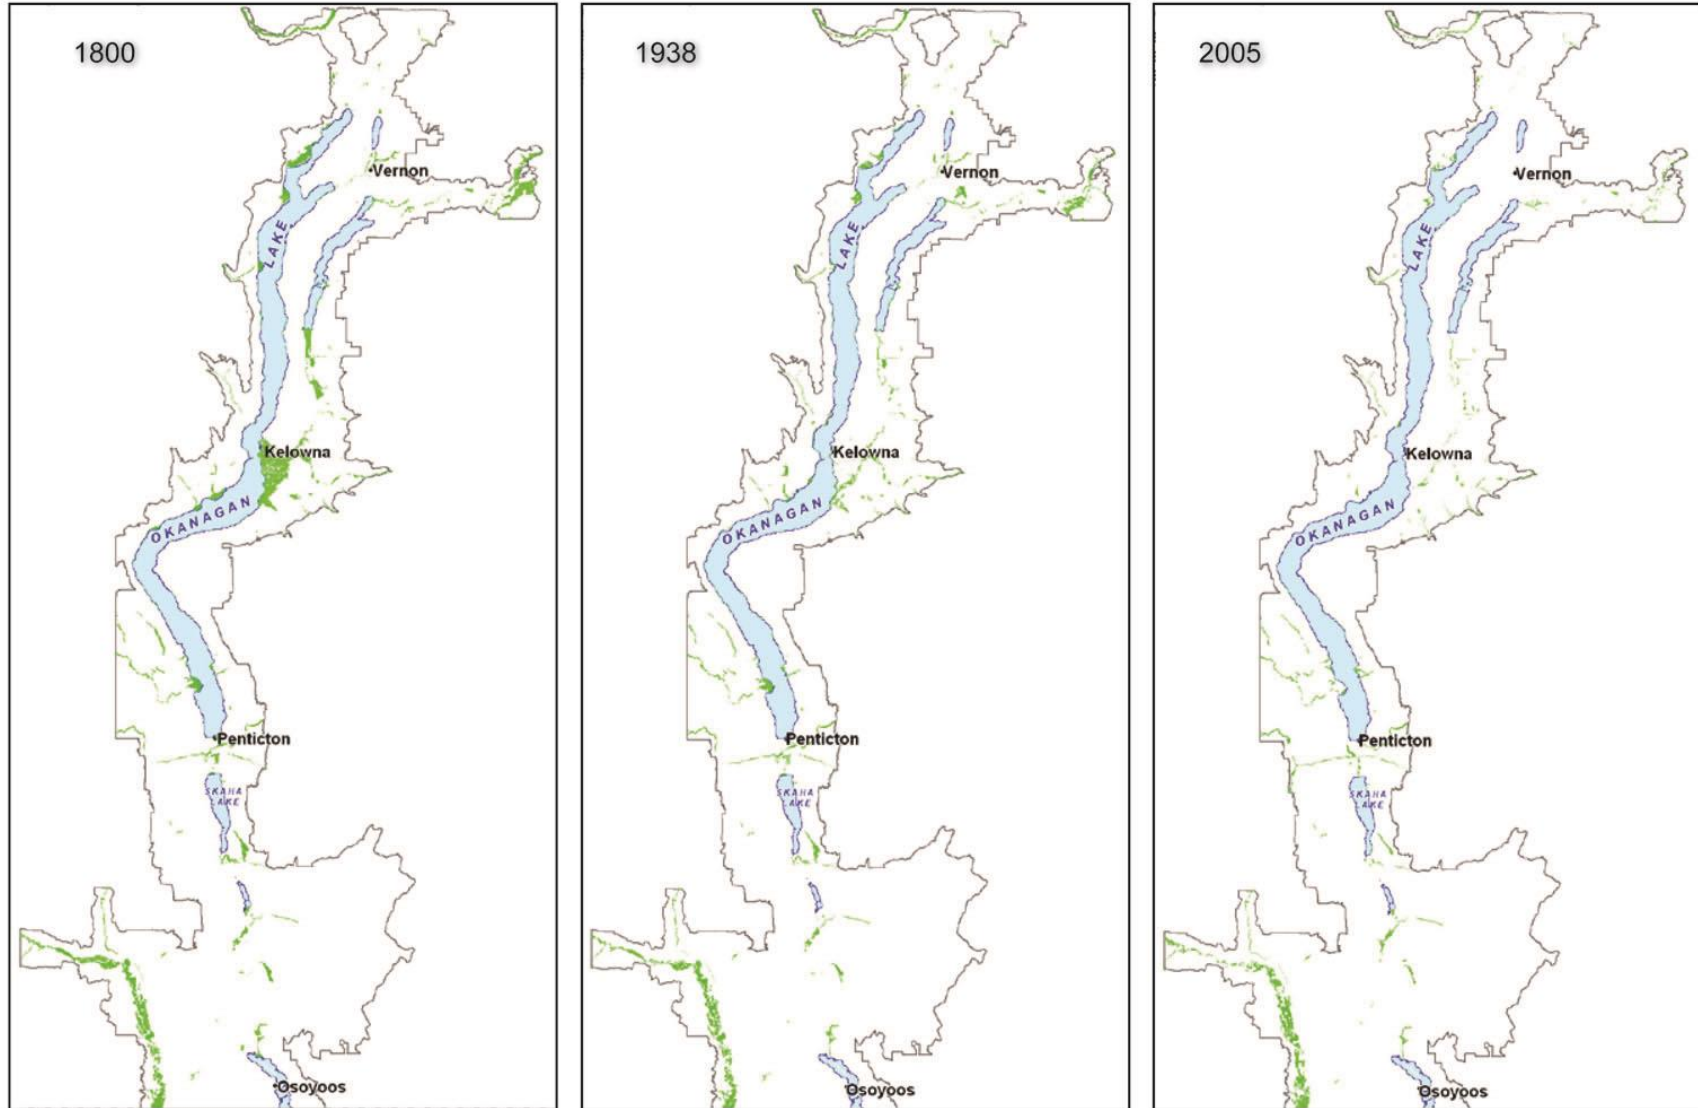 1800
Vernon
LAKE
Kelowna
OKANAGAN
Penticton
SKAHA
LAKE
Osoyoos
1938
Vernon
LAKE
Kelowna
OKANAGAN
Penticton
SKAHA
LAKE
Osoyoos
2005
Vernon
LAKE
Kelowna
OKANAGAN
Penticton
SKAHA
LAKE
Osoyoos